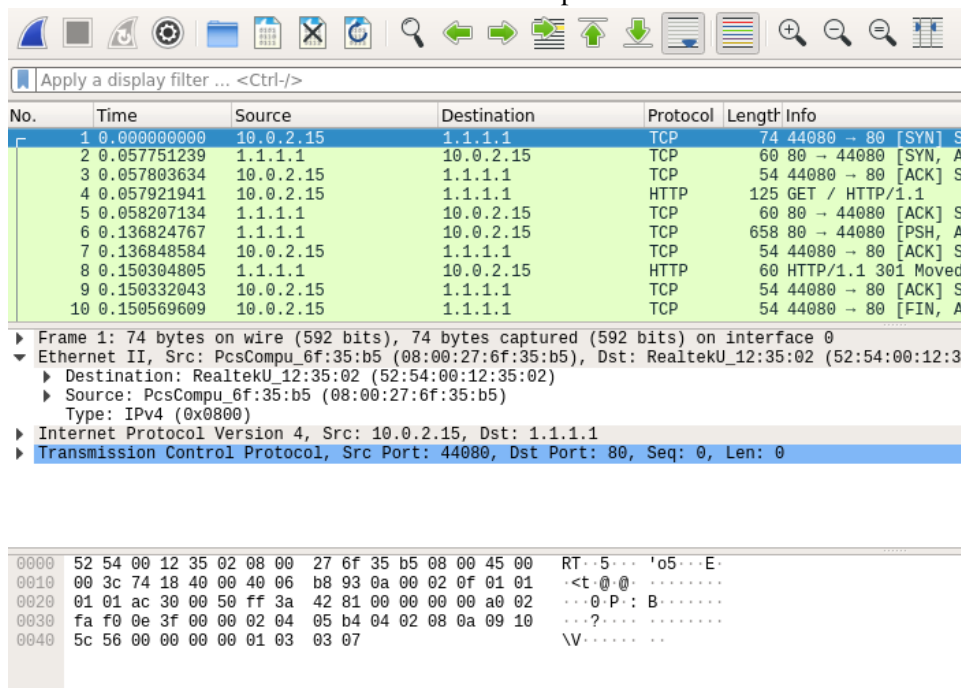 Apply a display filter ... <Ctrl-/>
No. Time Source Destination Protocol Length Info
1 0.000000000 10.0.2.15 1.1.1.1 TCP 74 44080 → 80 [SYN] S
2 0.057751239 1.1.1.1 10.0.2.15 TCP 60 80 → 44080 [SYN, A
3 0.057803634 10.0.2.15 1.1.1.1 TCP 54 44080 → 80 [ACK] S
4 0.057921941 10.0.2.15 1.1.1.1 HTTP 125 GET / HTTP/1.1
5 0.058207134 1.1.1.1 10.0.2.15 TCP 60 80 → 44080 [ACK] S
6 0.136824767 1.1.1.1 10.0.2.15 TCP 658 80 → 44080 [PSH, A
7 0.136848584 10.0.2.15 1.1.1.1 TCP 54 44080 → 80 [ACK] S
8 0.150304805 1.1.1.1 10.0.2.15 HTTP 60 HTTP/1.1 301 Moved
9 0.150332043 10.0.2.15 1.1.1.1 TCP 54 44080 → 80 [ACK] S
10 0.150569609 10.0.2.15 1.1.1.1 TCP 54 44080 → 80 [FIN, A
Frame 1: 74 bytes on wire (592 bits), 74 bytes captured (592 bits) on interface 0
Ethernet II, Src: PcsCompu_6f:35:b5 (08:00:27:6f:35:b5), Dst: RealtekU_12:35:02 (52:54:00:12:3
Destination: RealtekU_12:35:02 (52:54:00:12:35:02)
Source: PcsCompu_6f:35:b5 (08:00:27:6f:35:b5)
Type: IPv4 (0x0800)
Internet Protocol Version 4, Src: 10.0.2.15, Dst: 1.1.1.1
Transmission Control Protocol, Src Port: 44080, Dst Port: 80, Seq: 0, Len: 0
0000 52 54 00 12 35 02 08 00 27 6f 35 b5 08 00 45 00 RT··5··· 'o5···E·
0010 00 3c 74 18 40 00 40 06 b8 93 0a 00 02 0f 01 01 ·<t·@·@· ········
0020 01 01 ac 30 00 50 ff 3a 42 81 00 00 00 00 a0 02 ···0·P·: B·······
0030 fa f0 0e 3f 00 00 02 04 05 b4 04 02 08 0a 09 10 ···?···· ········
0040 5c 56 00 00 00 00 01 03 03 07 \V······ ··